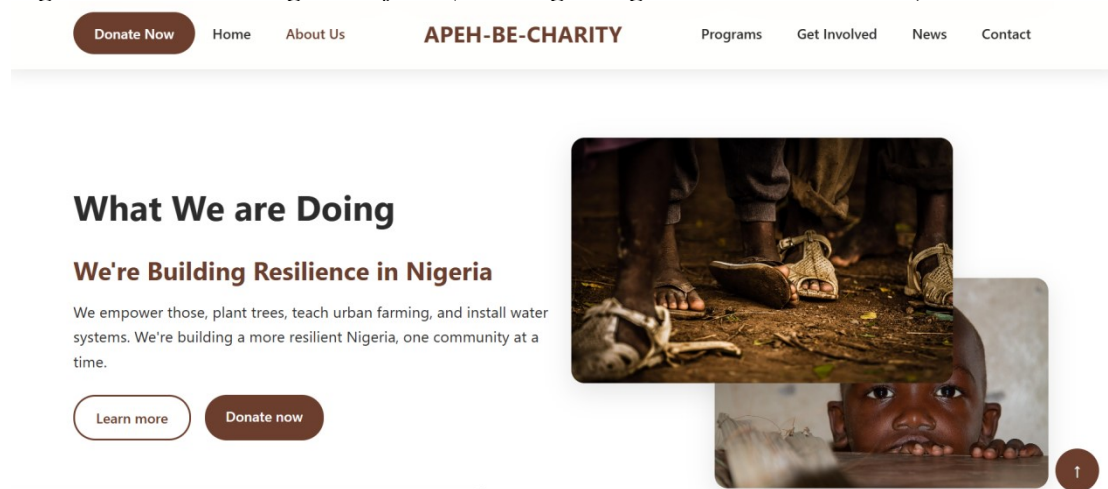 Donate Now
Home
About Us
APEH-BE-CHARITY
Programs
Get Involved
News
Contact
What We are Doing
We're Building Resilience in Nigeria
We empower those, plant trees, teach urban farming, and install water
systems. We're building a more resilient Nigeria, one community at a
time.
Learn more
Donate now
↑